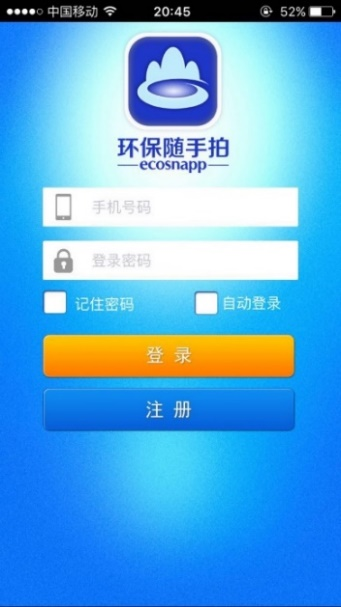 中国移动 20:45 52%
环保随手拍
ecosnapp
手机号码
登录密码
记住密码 自动登录
登 录
注 册